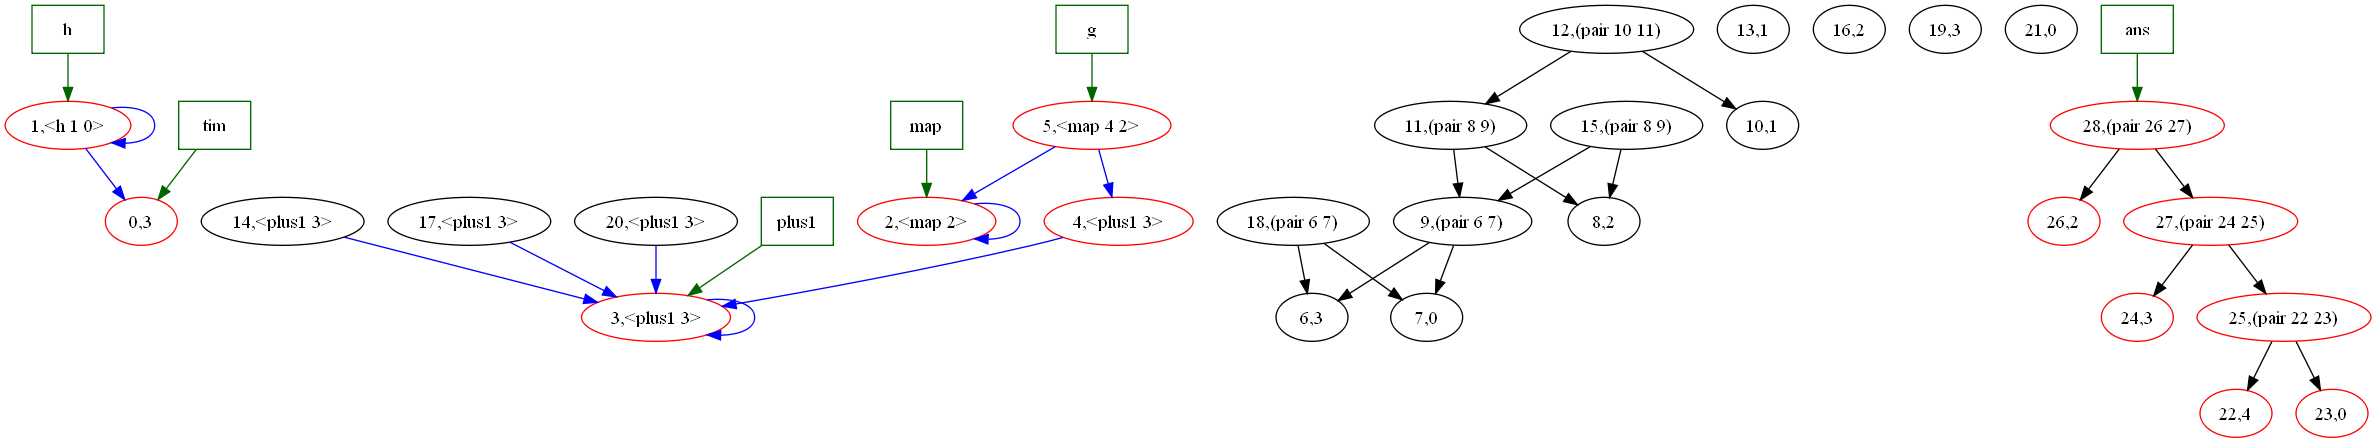 h
g
12,(pair 10 11)
13,1
16,2
19,3
21,0
ans
1,<h 1 0>
tim
map
5,<map 4 2>
11,(pair 8 9)
15,(pair 8 9)
10,1
28,(pair 26 27)
0,3
14,<plus1 3>
17,<plus1 3>
20,<plus1 3>
plus1
2,<map 2>
4,<plus1 3>
18,(pair 6 7)
9,(pair 6 7)
8,2
26,2
27,(pair 24 25)
3,<plus1 3>
6,3
7,0
24,3
25,(pair 22 23)
22,4
23,0